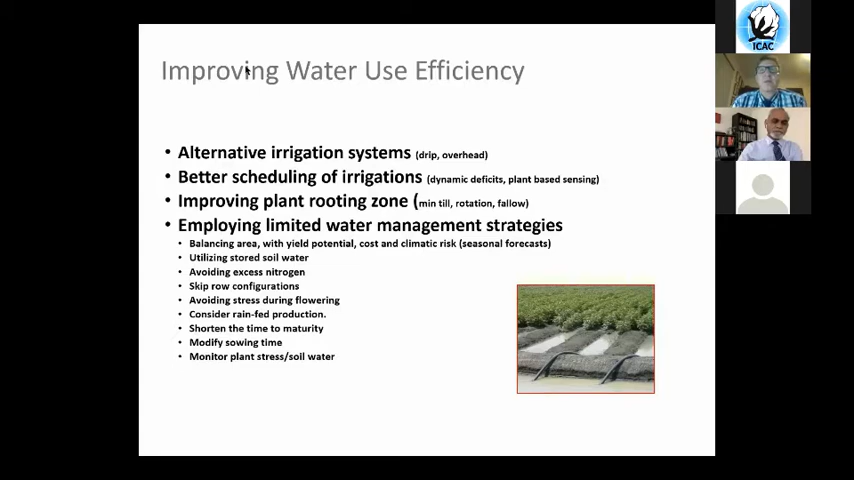 Improving Water Use Efficiency
• Alternative irrigation systems (drip, overhead)
• Better scheduling of irrigations (dynamic deficits, plant based sensing)
• Improving plant rooting zone (min till, rotation, fallow)
• Employing limited water management strategies
• Balancing area, with yield potential, cost and climatic risk (seasonal forecasts)
• Utilizing stored soil water
• Avoiding excess nitrogen
• Skip row configurations
• Avoiding stress during flowering
• Consider rain-fed production.
• Shorten the time to maturity
• Modify sowing time
• Monitor plant stress/soil water
ICAC